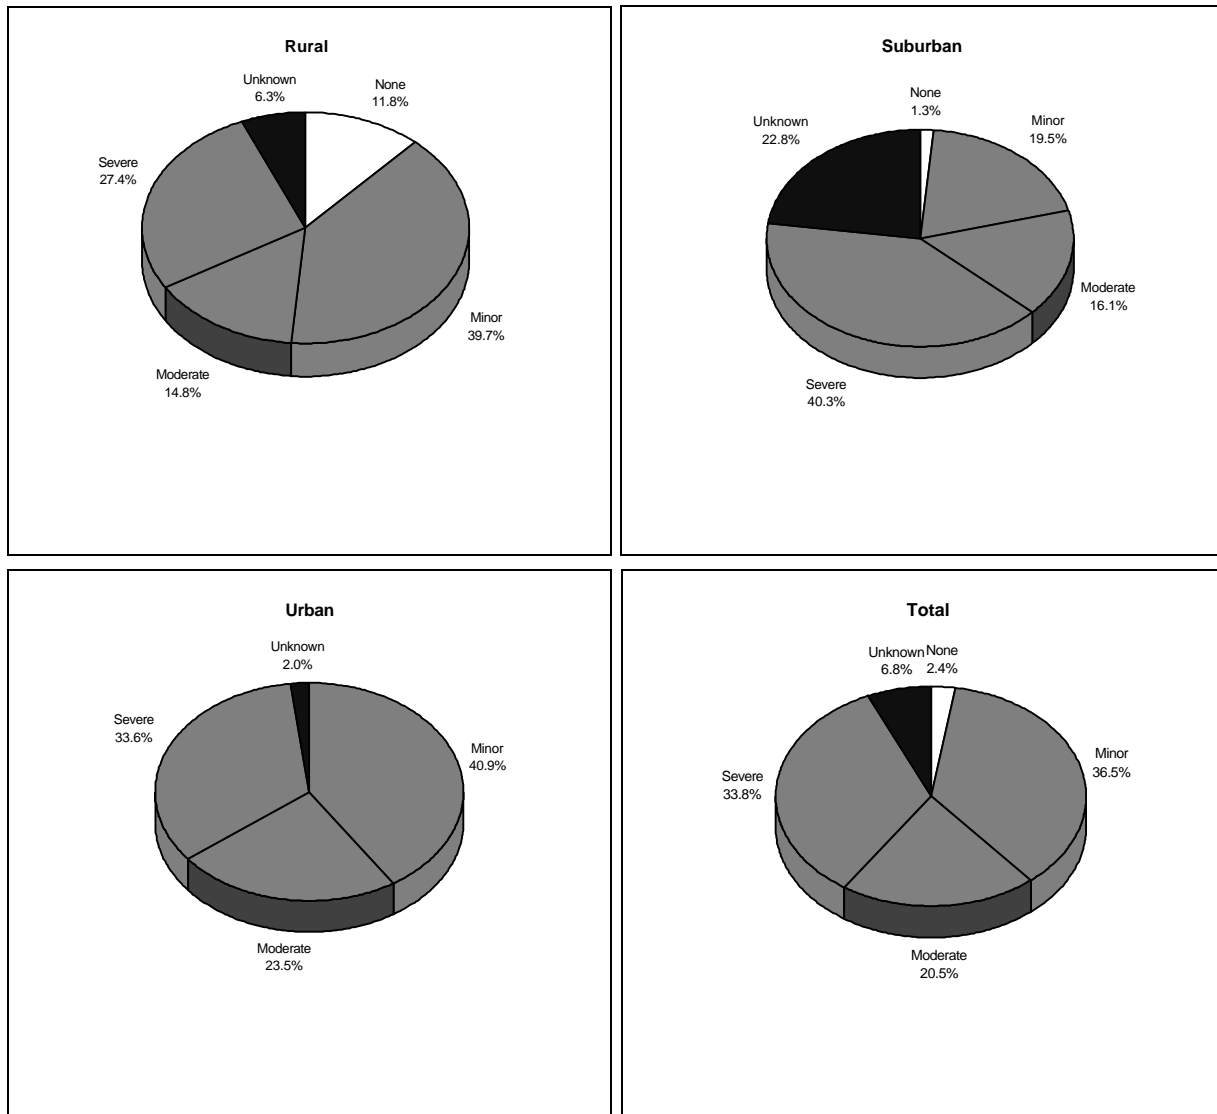 Rural
Unknown
6.3%
None
11.8%
Severe
27.4%
Minor
39.7%
Moderate
14.8%
Suburban
None
1.3%
Unknown
22.8%
Minor
19.5%
Moderate
16.1%
Severe
40.3%
Urban
Unknown
2.0%
Severe
33.6%
Minor
40.9%
Moderate
23.5%
Total
Unknown None
6.8% 2.4%
Minor
36.5%
Severe
33.8%
Moderate
20.5%